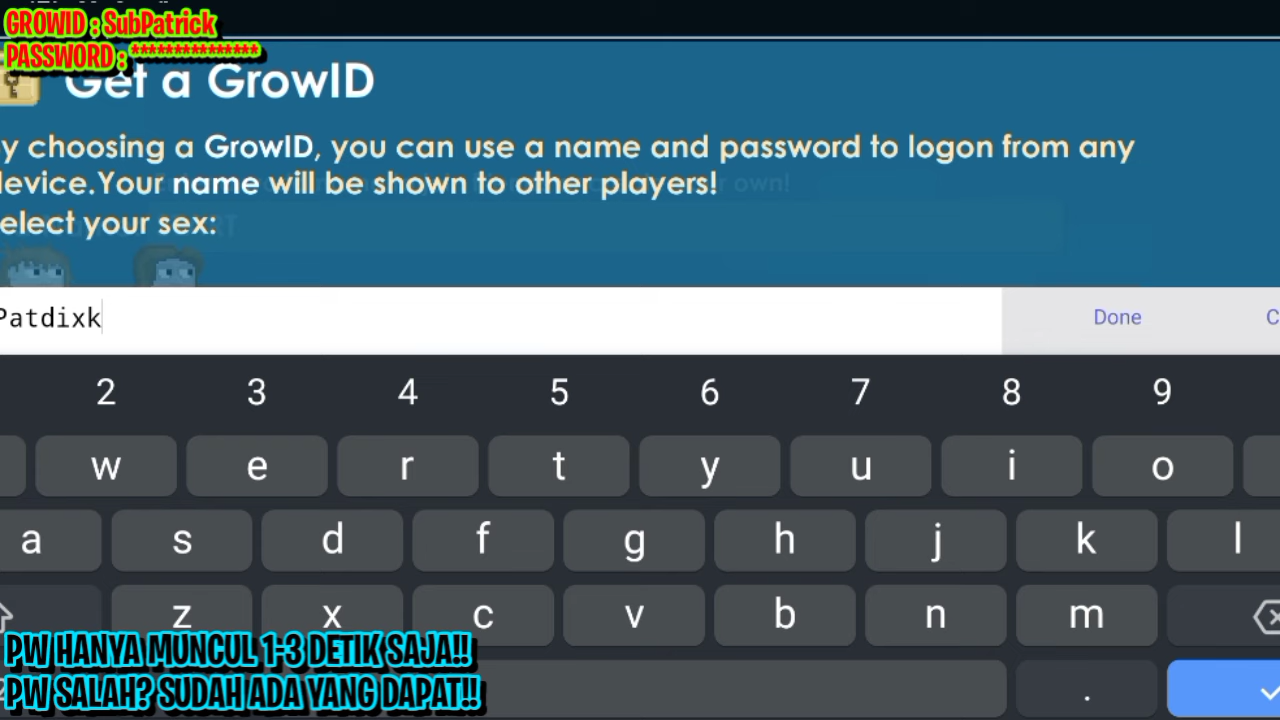 GROWID : SubPatrick
PASSWORD : ***************
Get a GrowID
y choosing a GrowID, you can use a name and password to logon from any
device.Your name will be shown to other players!
elect your sex:
Patdixk
Done
C
2 3 4 5 6 7 8 9
w e r t y u i o
a s d f g h j k l
z x c v b n m
PW HANYA MUNCUL 1-3 DETIK SAJA!!
PW SALAH? SUDAH ADA YANG DAPAT!!
.